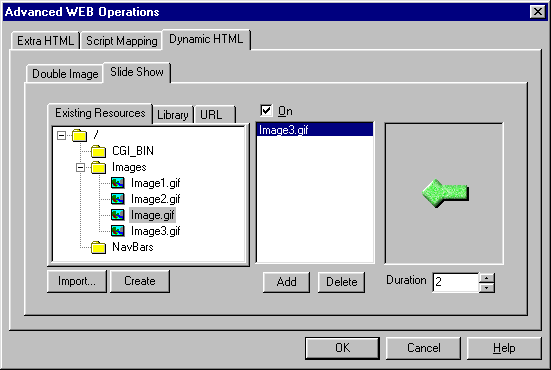 Advanced WEB Operations
Extra HTML Script Mapping Dynamic HTML
Double Image Slide Show
Existing Resources Library URL
On
/
CGI_BIN
Images
Image1.gif
Image2.gif
Image.gif
Image3.gif
NavBars
Image3.gif
Import... Create
Add Delete
Duration 2
OK Cancel Help